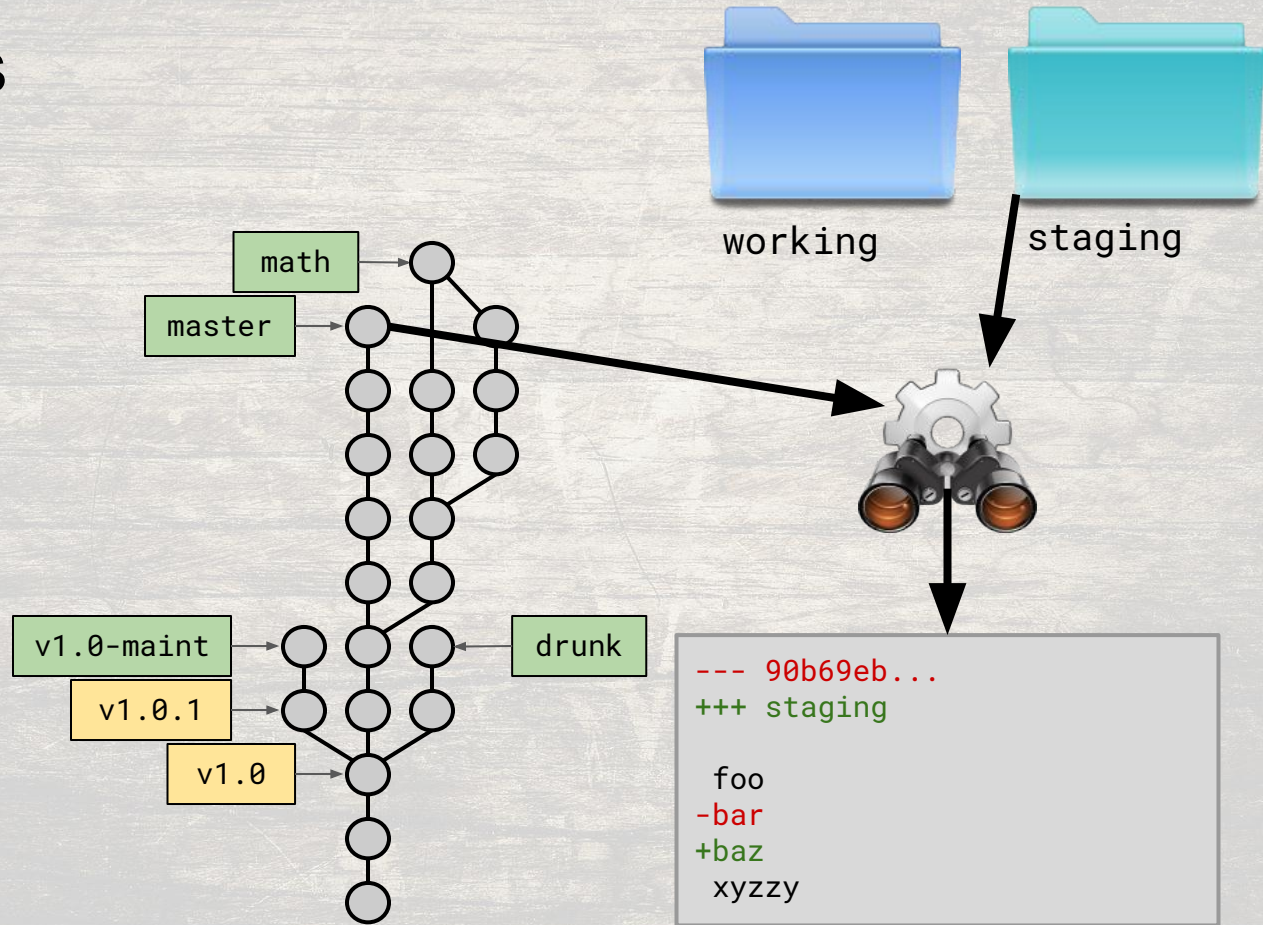 s
working
staging
math
master
v1.0-maint
drunk
v1.0.1
v1.0
--- 90b69eb...
+++ staging
 foo
-bar
+baz
 xyzzy